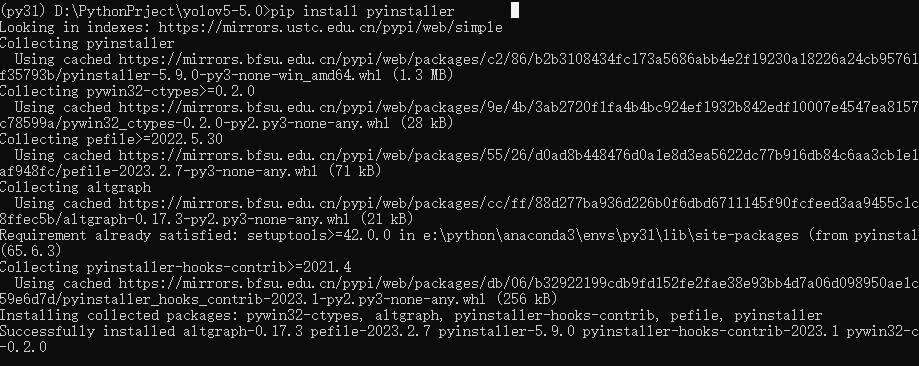 (py31) D:\PythonPrject\yolov5-5.0>pip install pyinstaller
Looking in indexes: https://mirrors.ustc.edu.cn/pypi/web/simple
Collecting pyinstaller
  Using cached https://mirrors.bfsu.edu.cn/pypi/web/packages/c2/86/b2b3108434fc173a5686abb4e2f19230a18226a24cb95761
f35793b/pyinstaller-5.9.0-py3-none-win_amd64.whl (1.3 MB)
Collecting pywin32-ctypes>=0.2.0
  Using cached https://mirrors.bfsu.edu.cn/pypi/web/packages/9e/4b/3ab2720f1fa4b4bc924ef1932b842edf10007e4547ea8157
c78599a/pywin32_ctypes-0.2.0-py2.py3-none-any.whl (28 kB)
Collecting pefile>=2022.5.30
  Using cached https://mirrors.bfsu.edu.cn/pypi/web/packages/55/26/d0ad8b448476d0a1e8d3ea5622dc77b916db84c6aa3cb1e1
af948fc/pefile-2023.2.7-py3-none-any.whl (71 kB)
Collecting altgraph
  Using cached https://mirrors.bfsu.edu.cn/pypi/web/packages/cc/ff/88d277ba936d226b0f6dbd6711145f90fcfeed3aa9455c1c
8ffec5b/altgraph-0.17.3-py2.py3-none-any.whl (21 kB)
Requirement already satisfied: setuptools>=42.0.0 in e:\python\anaconda3\envs\py31\lib\site-packages (from pyinstal
(65.6.3)
Collecting pyinstaller-hooks-contrib>=2021.4
  Using cached https://mirrors.bfsu.edu.cn/pypi/web/packages/db/06/b32922199cdb9fd152fe2fae38e93bb4d7a06d098950ae1c
59e6d7d/pyinstaller_hooks_contrib-2023.1-py2.py3-none-any.whl (256 kB)
Installing collected packages: pywin32-ctypes, altgraph, pyinstaller-hooks-contrib, pefile, pyinstaller
Successfully installed altgraph-0.17.3 pefile-2023.2.7 pyinstaller-5.9.0 pyinstaller-hooks-contrib-2023.1 pywin32-c
-0.2.0